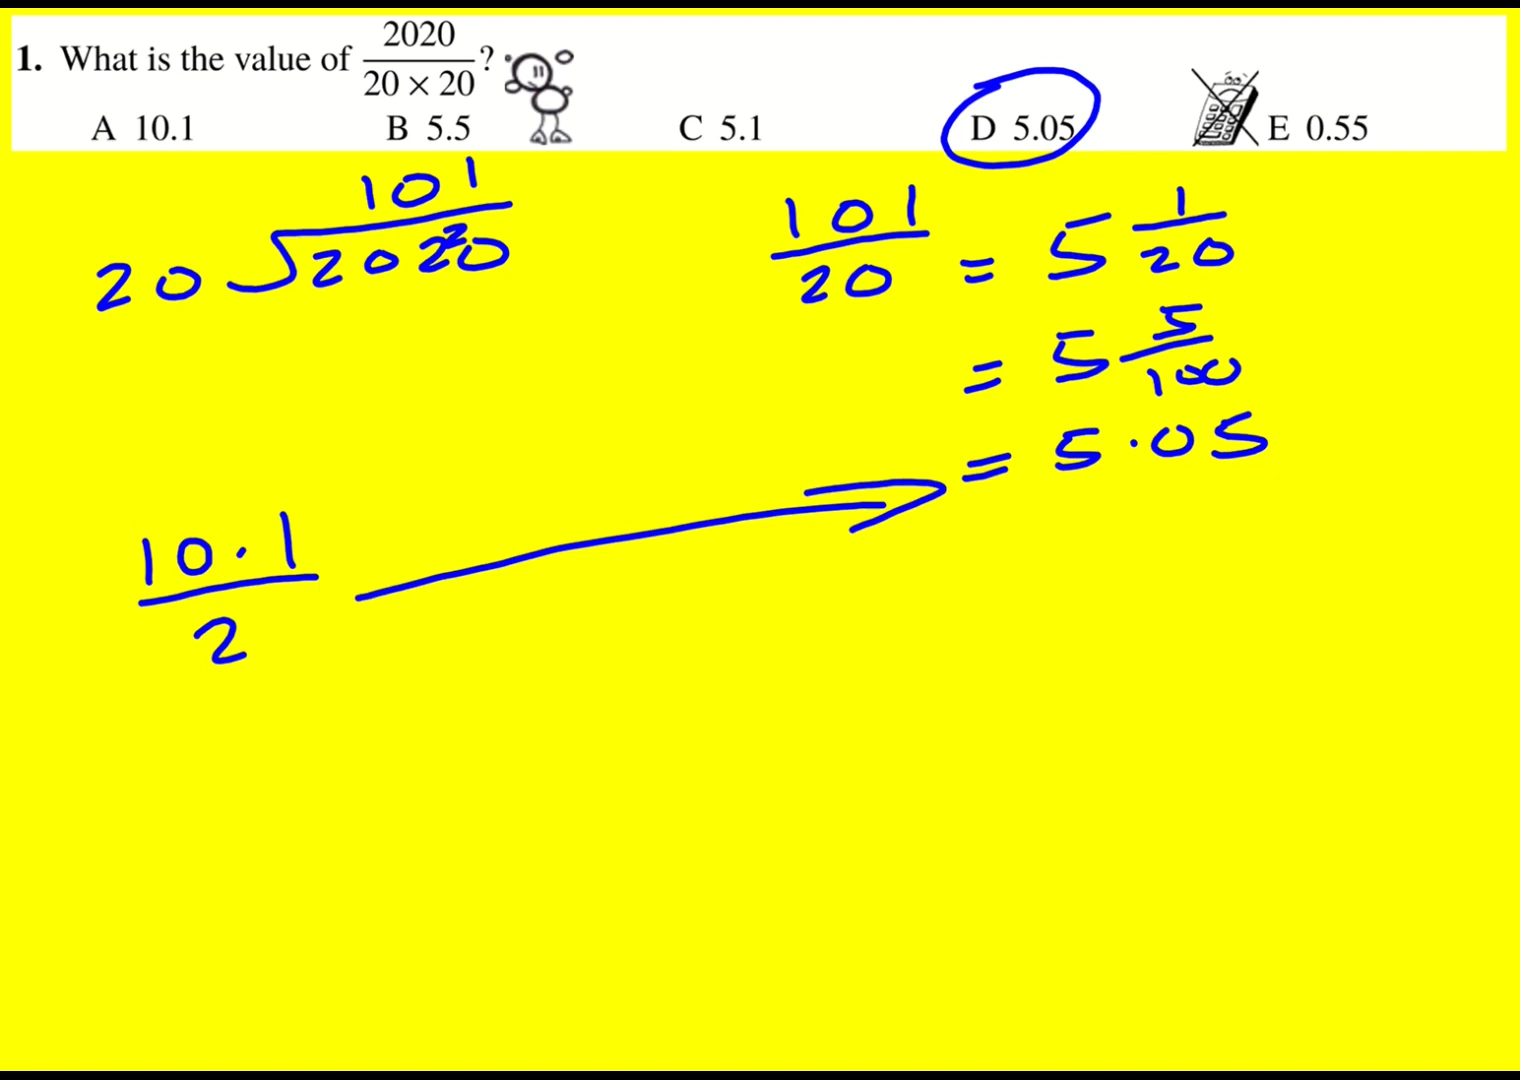 1. What is the value of 2020 / 20 × 20 ?
A 10.1 B 5.5 C 5.1 D 5.05 E 0.55
101
20 √2020
2
101 / 20 = 5 1/20
= 5 5/100
= 5.05
10.1 / 2